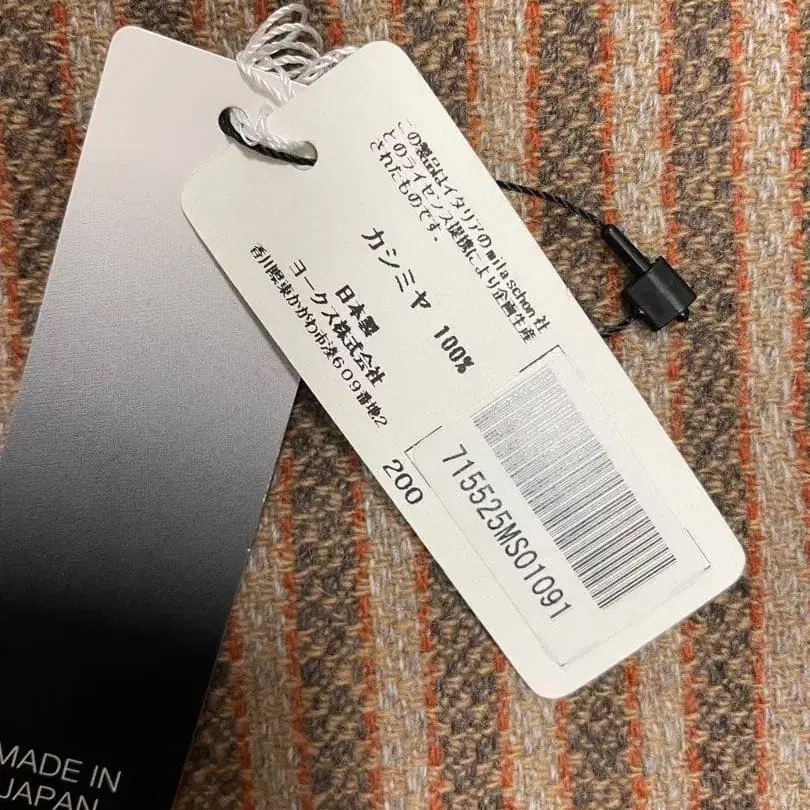 この製品はイタリアのmila schon社
とのライセンス提携により企画生産
されたものです。
カシミヤ 100%
日本製
ヨークス株式会社
香川県東かがわ市湊609番地2
200
715525MS01091
MADE IN
JAPAN